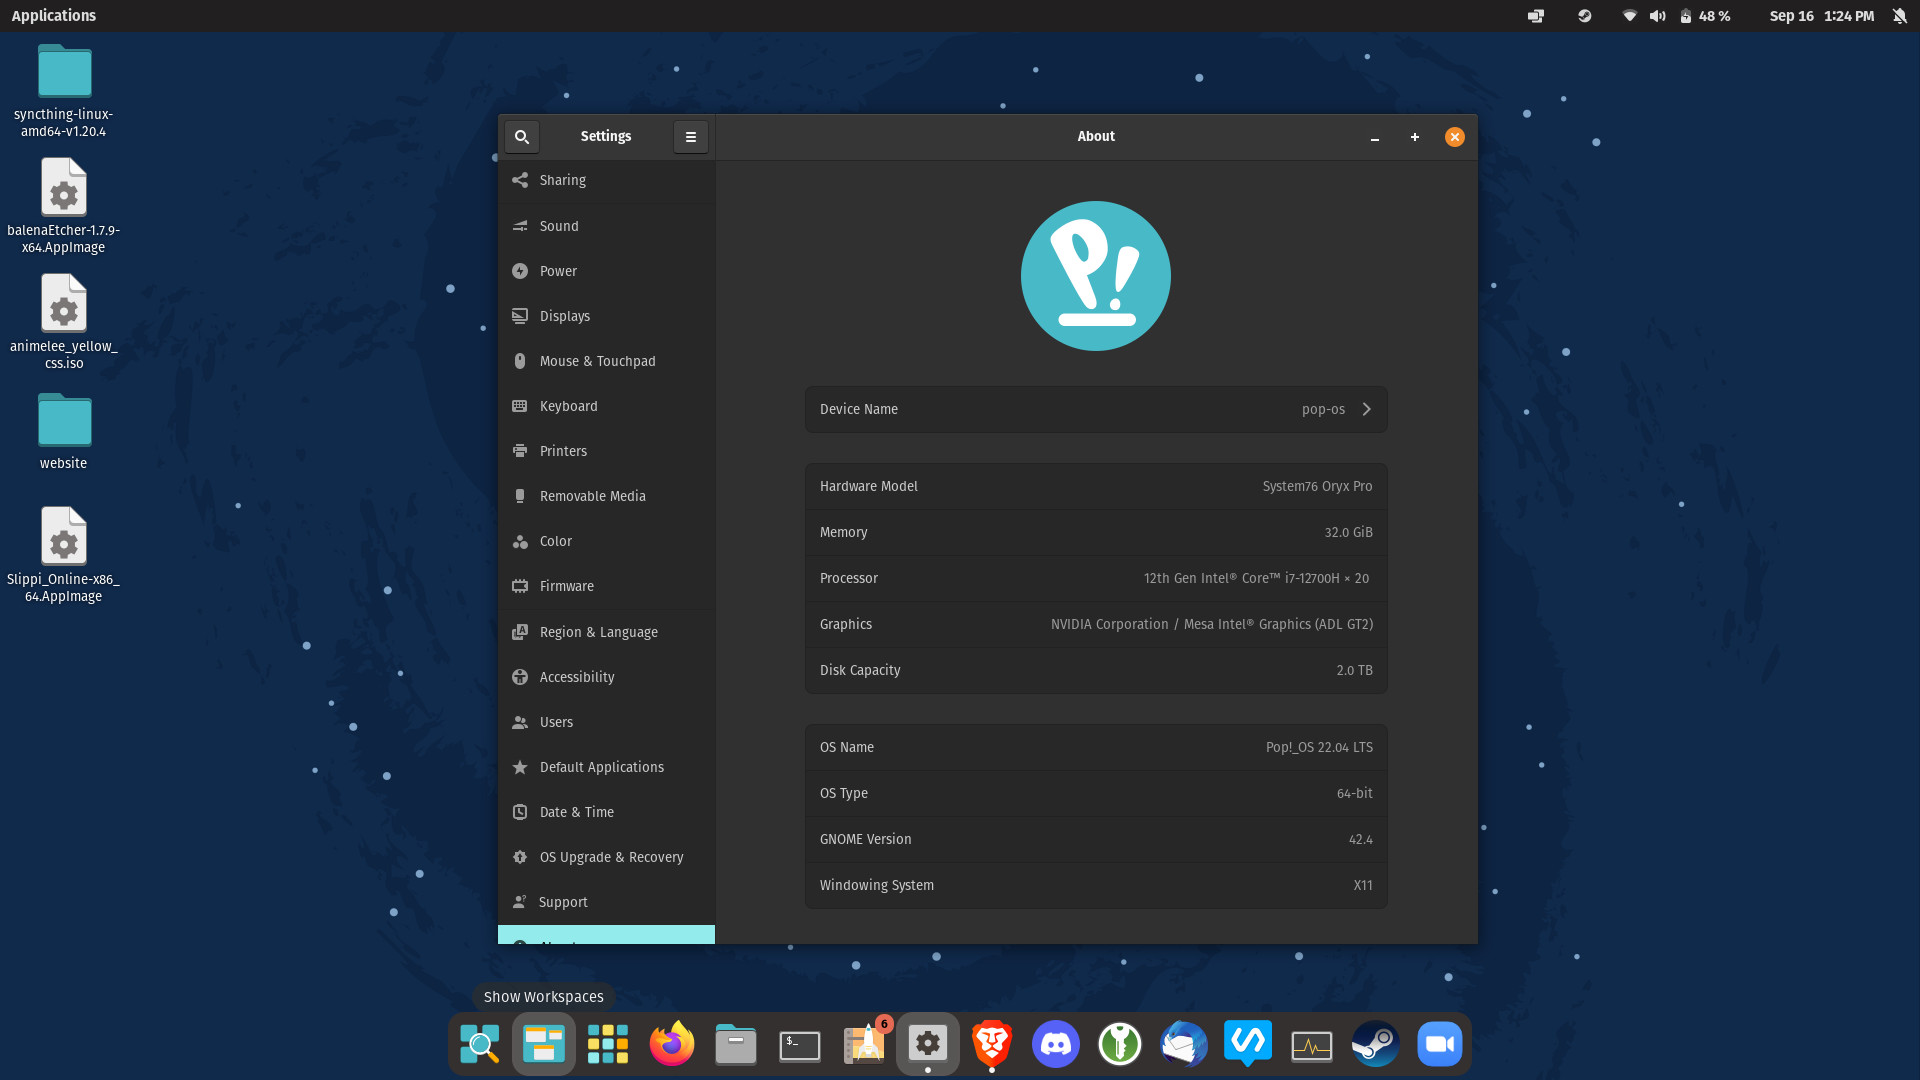 Applications
48 %
Sep 16 1:24 PM
syncthing-linux-
amd64-v1.20.4
balenaEtcher-1.7.9-
x64.AppImage
animelee_yellow_
css.iso
website
Slippi_Online-x86_
64.AppImage
Settings
About
Sharing
Sound
Power
Displays
Mouse & Touchpad
Keyboard
Printers
Removable Media
Color
Firmware
Region & Language
Accessibility
Users
Default Applications
Date & Time
OS Upgrade & Recovery
Support
P!
Device Name pop-os
Hardware Model System76 Oryx Pro
Memory 32.0 GiB
Processor 12th Gen Intel® Core™ i7-12700H × 20
Graphics NVIDIA Corporation / Mesa Intel® Graphics (ADL GT2)
Disk Capacity 2.0 TB
OS Name Pop!_OS 22.04 LTS
OS Type 64-bit
GNOME Version 42.4
Windowing System X11
Show Workspaces
$_
6